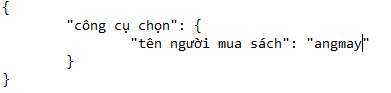 {
"công cụ chọn": {
"tên người mua sách": "angmay"
}
}